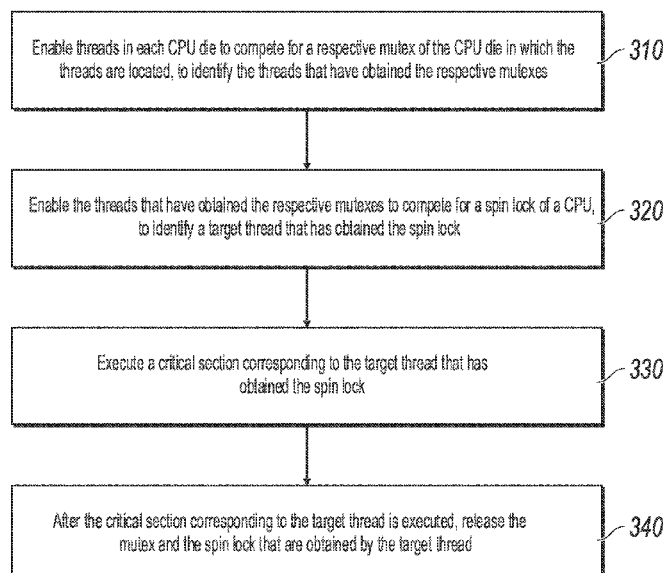 Enable threads in each CPU die to compete for a respective mutex of the CPU die in which the
threads are located, to identify the threads that have obtained the respective mutexes
310
Enable the threads that have obtained the respective mutexes to compete for a spin lock of a CPU,
to identify a target thread that has obtained the spin lock
320
Execute a critical section corresponding to the target thread that has
obtained the spin lock
330
After the critical section corresponding to the target thread is executed, release the
mutex and the spin lock that are obtained by the target thread
340